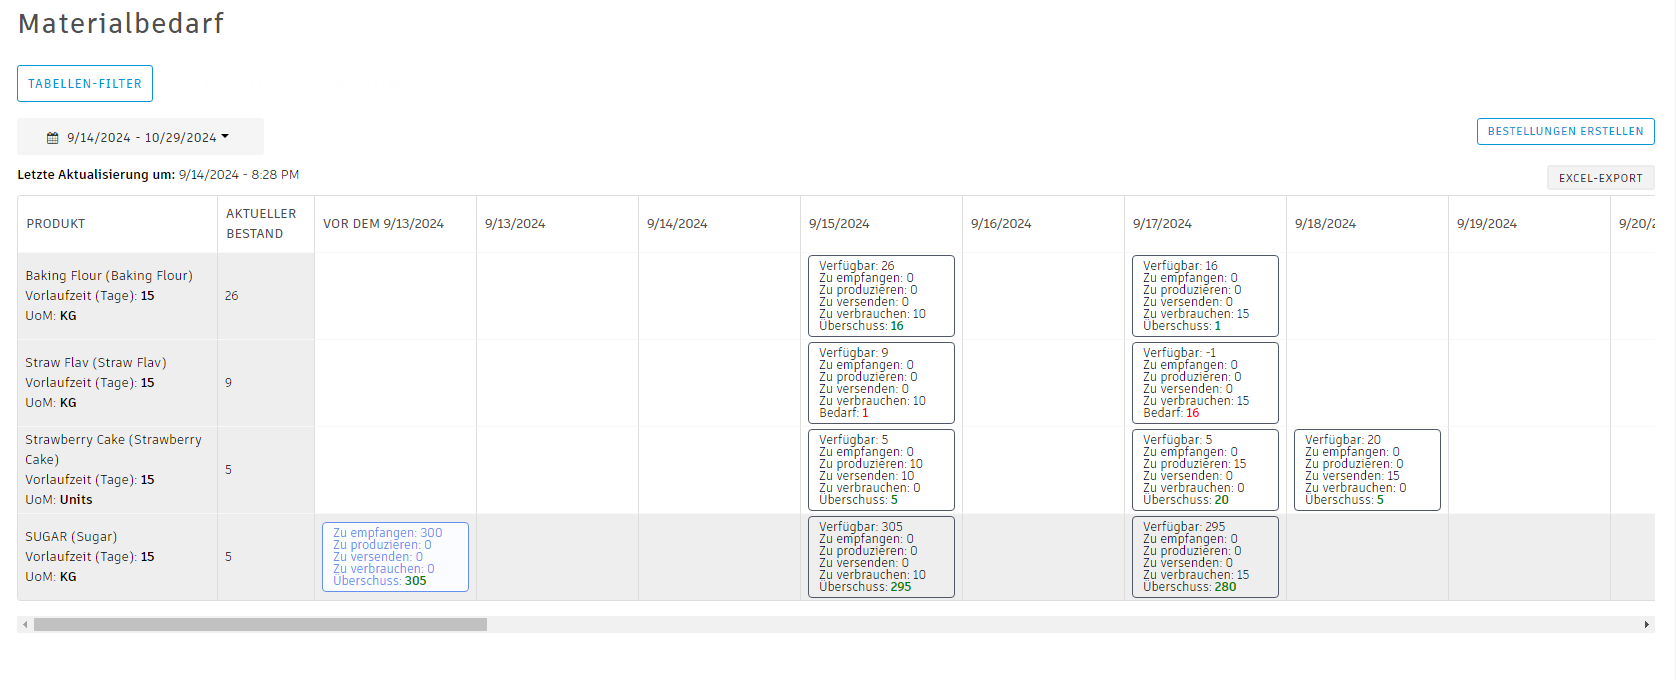 Materialbedarf
TABELLEN-FILTER
9/14/2024 - 10/29/2024
BESTELLUNGEN ERSTELLEN
Letzte Aktualisierung um: 9/14/2024 - 8:28 PM
EXCEL-EXPORT
PRODUKT
AKTUELLER
BESTAND
VOR DEM 9/13/2024
9/13/2024
9/14/2024
9/15/2024
9/16/2024
9/17/2024
9/18/2024
9/19/2024
9/20/2
Baking Flour (Baking Flour)
Vorlaufzeit (Tage): 15
UoM: KG
26
Verfügbar: 26
Zu empfangen: 0
Zu produzieren: 0
Zu versenden: 0
Zu verbrauchen: 10
Überschuss: 16
Verfügbar: 16
Zu empfangen: 0
Zu produzieren: 0
Zu versenden: 0
Zu verbrauchen: 15
Überschuss: 1
Straw Flav (Straw Flav)
Vorlaufzeit (Tage): 15
UoM: KG
9
Verfügbar: 9
Zu empfangen: 0
Zu produzieren: 0
Zu versenden: 0
Zu verbrauchen: 10
Bedarf: 1
Verfügbar: -1
Zu empfangen: 0
Zu produzieren: 0
Zu versenden: 0
Zu verbrauchen: 15
Bedarf: 16
Strawberry Cake (Strawberry
Cake)
Vorlaufzeit (Tage): 15
UoM: Units
5
Verfügbar: 5
Zu empfangen: 0
Zu produzieren: 10
Zu versenden: 10
Zu verbrauchen: 0
Überschuss: 5
Verfügbar: 5
Zu empfangen: 0
Zu produzieren: 15
Zu versenden: 0
Zu verbrauchen: 0
Überschuss: 20
Verfügbar: 20
Zu empfangen: 0
Zu produzieren: 0
Zu versenden: 15
Zu verbrauchen: 0
Überschuss: 5
SUGAR (Sugar)
Vorlaufzeit (Tage): 15
UoM: KG
5
Zu empfangen: 300
Zu produzieren: 0
Zu versenden: 0
Zu verbrauchen: 0
Überschuss: 305
Verfügbar: 305
Zu empfangen: 0
Zu produzieren: 0
Zu versenden: 0
Zu verbrauchen: 10
Überschuss: 295
Verfügbar: 295
Zu empfangen: 0
Zu produzieren: 0
Zu versenden: 0
Zu verbrauchen: 15
Überschuss: 280